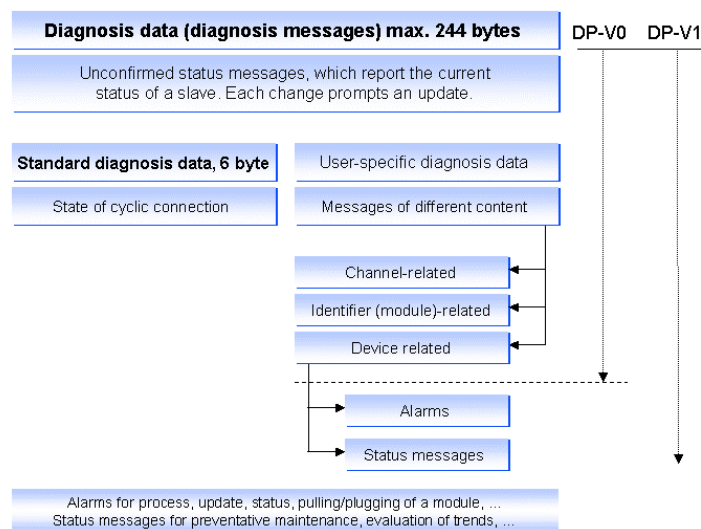 Diagnosis data (diagnosis messages) max. 244 bytes
DP-V0 DP-V1
Unconfirmed status messages, which report the current
status of a slave. Each change prompts an update.
Standard diagnosis data, 6 byte
User-specific diagnosis data
State of cyclic connection
Messages of different content
Channel-related
Identifier (module)-related
Device related
Alarms
Status messages
Alarms for process, update, status, pulling/plugging of a module, ...
Status messages for preventative maintenance, evaluation of trends, ...